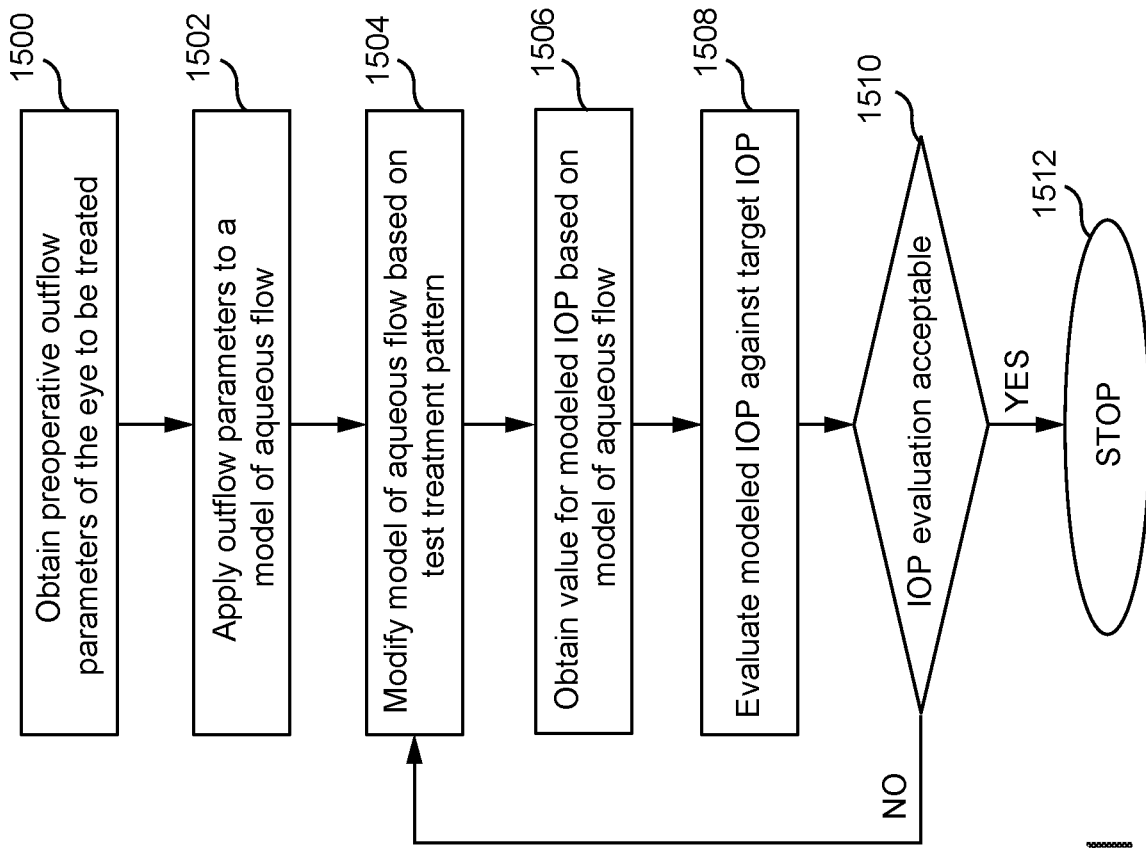 1500
Obtain preoperative outflow
parameters of the eye to be treated
1502
Apply outflow parameters to a
model of aqueous flow
1504
Modify model of aqueous flow based on
test treatment pattern
1506
Obtain value for modeled IOP based on
model of aqueous flow
1508
Evaluate modeled IOP against target IOP
1510
IOP evaluation acceptable
NO
YES
1512
STOP